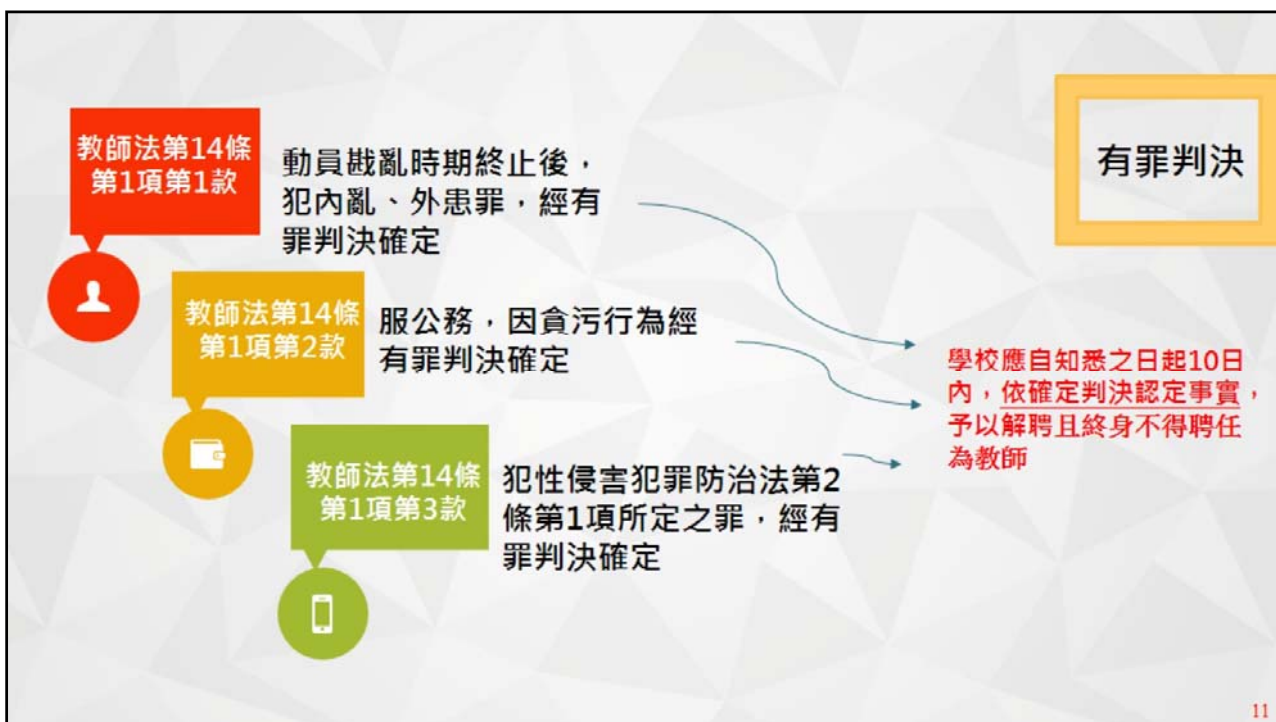 有罪判決
教師法第14條
第1項第1款
動員戡亂時期終止後，
犯內亂、外患罪，經有
罪判決確定
教師法第14條
第1項第2款
服公務，因貪污行為經
有罪判決確定
教師法第14條
第1項第3款
犯性侵害犯罪防治法第2
條第1項所定之罪，經有
罪判決確定
學校應自知悉之日起10日
內，依確定判決認定事實，
予以解聘且終身不得聘任
為教師
11